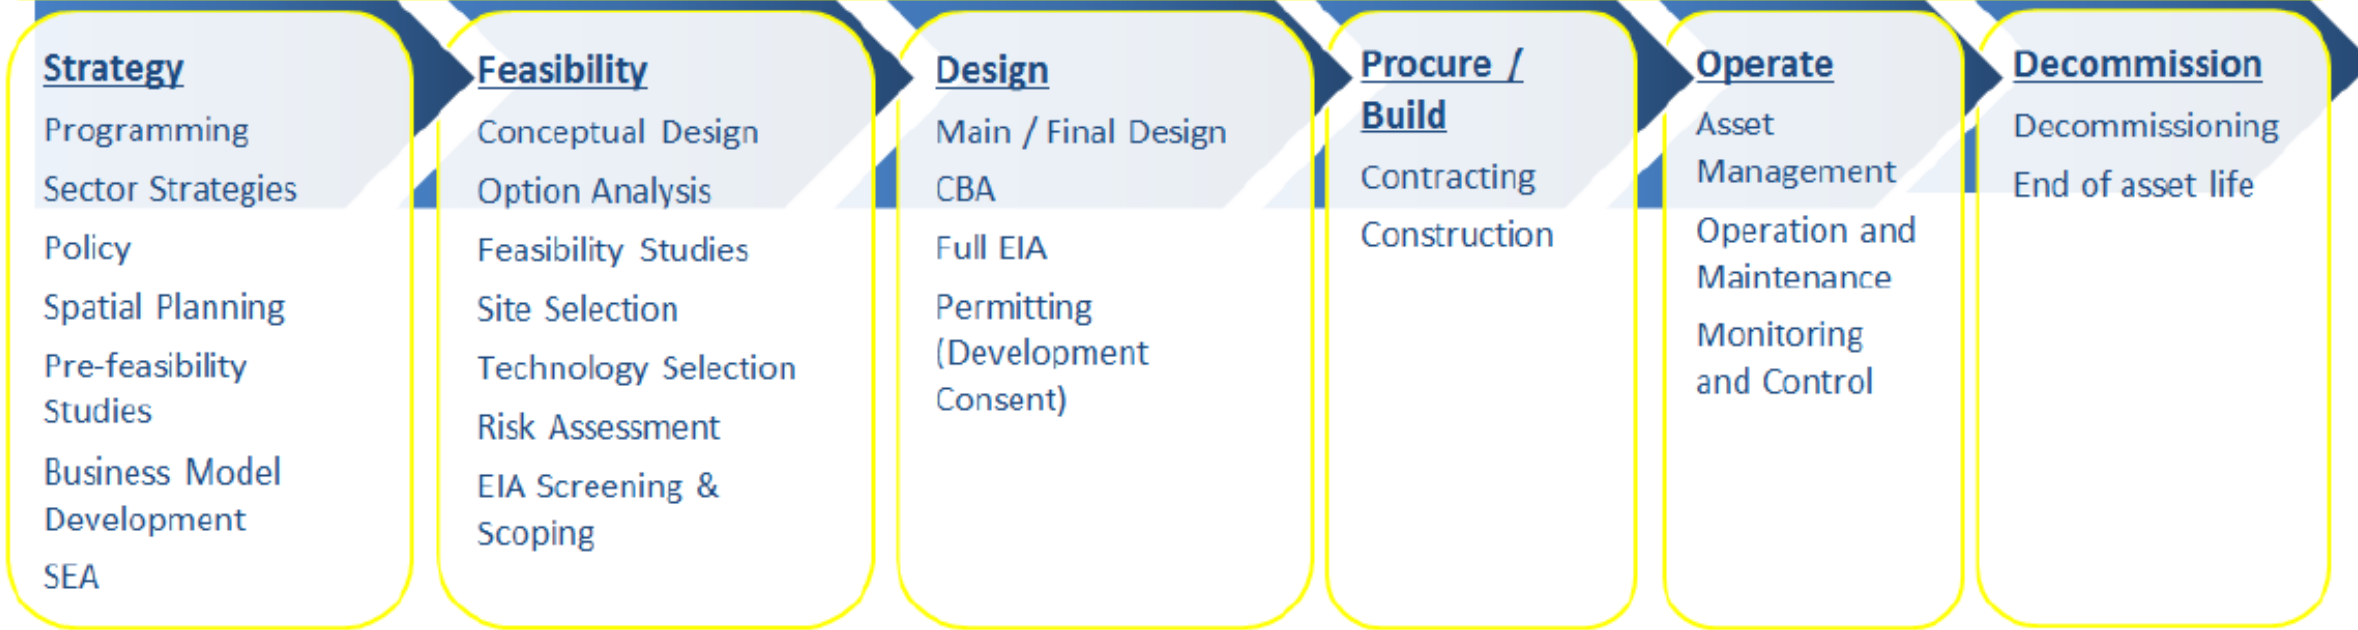 Strategy
Programming
Sector Strategies
Policy
Spatial Planning
Pre-feasibility
Studies
Business Model
Development
SEA
Feasibility
Conceptual Design
Option Analysis
Feasibility Studies
Site Selection
Technology Selection
Risk Assessment
EIA Screening &
Scoping
Design
Main / Final Design
CBA
Full EIA
Permitting
(Development
Consent)
Procure /
Build
Contracting
Construction
Operate
Asset
Management
Operation and
Maintenance
Monitoring
and Control
Decommission
Decommissioning
End of asset life